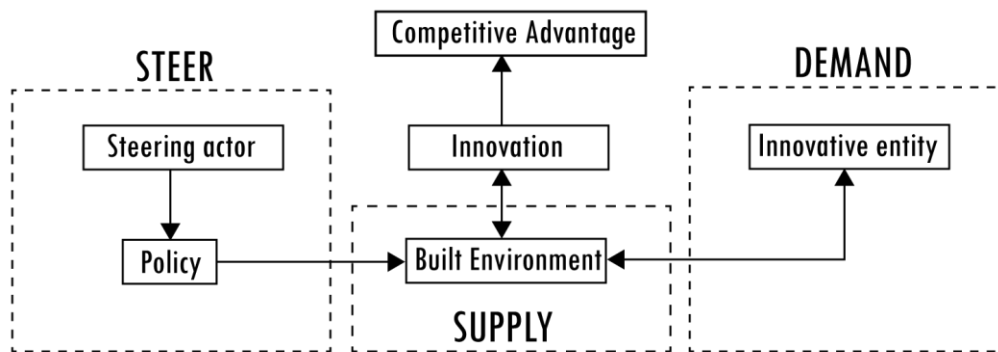 Competitive Advantage
STEER
DEMAND
Steering actor
Innovation
Innovative entity
Policy
Built Environment
SUPPLY